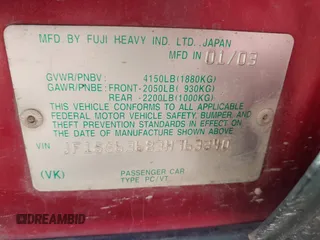 MFD. BY FUJI HEAVY IND. LTD. JAPAN
MFD IN 01/03
GVWR/PNBV: 4150LB(1880KG)
GAWR/PNBE: FRONT-2050LB( 930KG)
REAR -2200LB(1000KG)
THIS VEHICLE CONFORMS TO ALL APPLICABLE
FEDERAL MOTOR VEHICLE SAFETY, BUMPER, AND
THEFT PREVENTION STANDARDS IN EFFECT ON
THE DATE OF MANUFACTURE SHOWN ABOVE.
VIN
(VK)
PASSENGER CAR
TYPE PC/VT.
DREAMBID